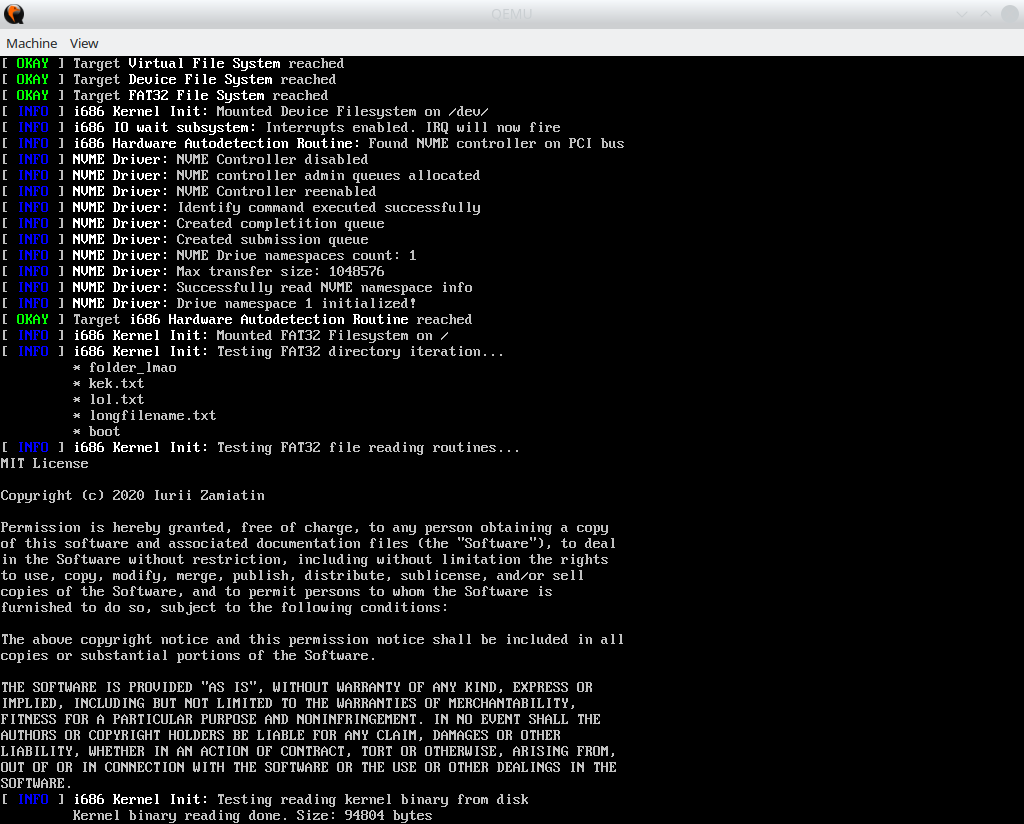 QEMU
Machine View
[ OKAY ] Target Virtual File System reached
[ OKAY ] Target Device File System reached
[ OKAY ] Target FAT32 File System reached
[ INFO ] i686 Kernel Init: Mounted Device Filesystem on /dev/
[ INFO ] i686 IO wait subsystem: Interrupts enabled. IRQ will now fire
[ INFO ] i686 Hardware Autodetection Routine: Found NVME controller on PCI bus
[ INFO ] NVME Driver: NVME Controller disabled
[ INFO ] NVME Driver: NVME controller admin queues allocated
[ INFO ] NVME Driver: NVME Controller reenabled
[ INFO ] NVME Driver: Identify command executed successfully
[ INFO ] NVME Driver: Created completition queue
[ INFO ] NVME Driver: Created submission queue
[ INFO ] NVME Driver: NVME Drive namespaces count: 1
[ INFO ] NVME Driver: Max transfer size: 1048576
[ INFO ] NVME Driver: Successfully read NVME namespace info
[ INFO ] NVME Driver: Drive namespace 1 initialized!
[ OKAY ] Target i686 Hardware Autodetection Routine reached
[ INFO ] i686 Kernel Init: Mounted FAT32 Filesystem on /
[ INFO ] i686 Kernel Init: Testing FAT32 directory iteration...
* folder_lmao
* kek.txt
* lol.txt
* longfilename.txt
* boot
[ INFO ] i686 Kernel Init: Testing FAT32 file reading routines...
MIT License
Copyright (c) 2020 Iurii Zamiatin
Permission is hereby granted, free of charge, to any person obtaining a copy
of this software and associated documentation files (the "Software"), to deal
in the Software without restriction, including without limitation the rights
to use, copy, modify, merge, publish, distribute, sublicense, and/or sell
copies of the Software, and to permit persons to whom the Software is
furnished to do so, subject to the following conditions:
The above copyright notice and this permission notice shall be included in all
copies or substantial portions of the Software.
THE SOFTWARE IS PROVIDED "AS IS", WITHOUT WARRANTY OF ANY KIND, EXPRESS OR
IMPLIED, INCLUDING BUT NOT LIMITED TO THE WARRANTIES OF MERCHANTABILITY,
FITNESS FOR A PARTICULAR PURPOSE AND NONINFRINGEMENT. IN NO EVENT SHALL THE
AUTHORS OR COPYRIGHT HOLDERS BE LIABLE FOR ANY CLAIM, DAMAGES OR OTHER
LIABILITY, WHETHER IN AN ACTION OF CONTRACT, TORT OR OTHERWISE, ARISING FROM,
OUT OF OR IN CONNECTION WITH THE SOFTWARE OR THE USE OR OTHER DEALINGS IN THE
SOFTWARE.
[ INFO ] i686 Kernel Init: Testing reading kernel binary from disk
Kernel binary reading done. Size: 94804 bytes